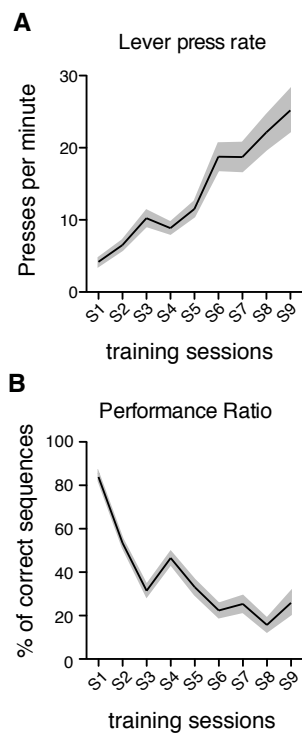 A
Lever press rate
Presses per minute
30
20
10
0
S1 S2 S3 S4 S5 S6 S7 S8 S9
training sessions
B
Performance Ratio
% of correct sequences
100
80
60
40
20
0
S1 S2 S3 S4 S5 S6 S7 S8 S9
training sessions